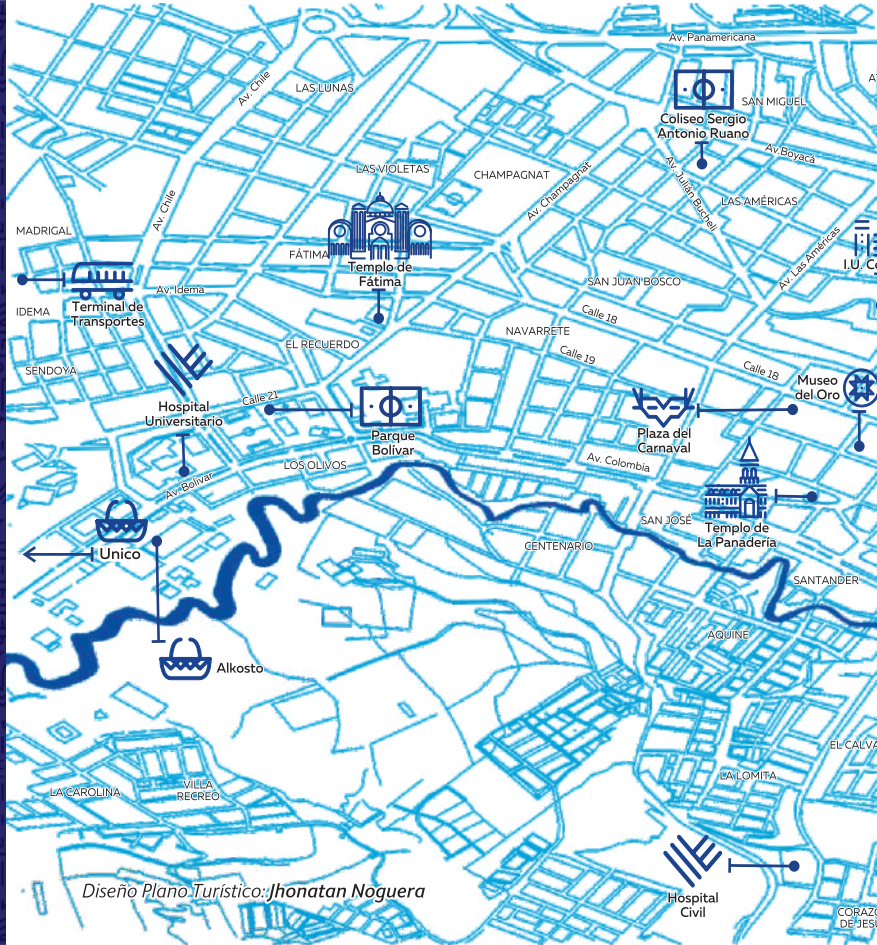 Av. Panamericana
Av. Chile
LAS LUNAS
SAN MIGUEL
Coliseo Sergio
Antonio Ruano
Av.Boyacá
LAS VIOLETAS
CHAMPAGNAT
Av. Champagnat
Av. Julián Buchell
LAS AMÉRICAS
Av. Chile
MADRIGAL
FÁTIMA
Templo de
Fátima
Av. Las Américas
SAN JUAN BOSCO
Av. Idema
IDEMA
Terminal de
Transportes
Calle 18
NAVARRETE
EL RECUERDO
Calle 19
SENDOYA
Calle 18
Museo
del Oro
Calle 21
Hospital
Universitario
Parque
Bolívar
Plaza del
Carnaval
LOS OLIVOS
Av. Colombia
Av. Bolívar
SAN JOSÉ
Templo de
La Panadería
Unico
CENTENARIO
SANTANDER
AQUINE
Alkosto
EL CALVA
LA LOMITA
LA CAROLINA
VILLA
RECREO
Diseño Plano Turístico: Jhonatan Noguera
Hospital
Civil
CORAZO
DE JESÚ